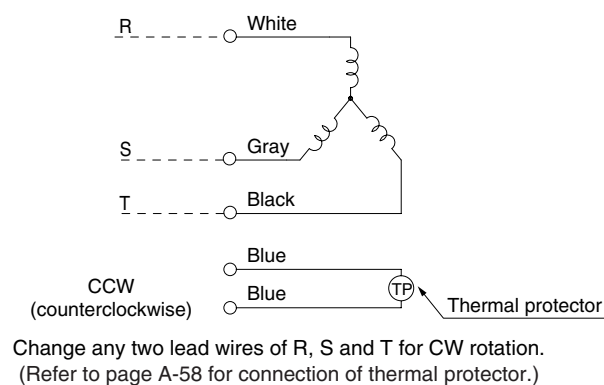 R White
S Gray
T Black
Blue
CCW
(counterclockwise)
Blue
TP
Thermal protector
Change any two lead wires of R, S and T for CW rotation.
(Refer to page A-58 for connection of thermal protector.)